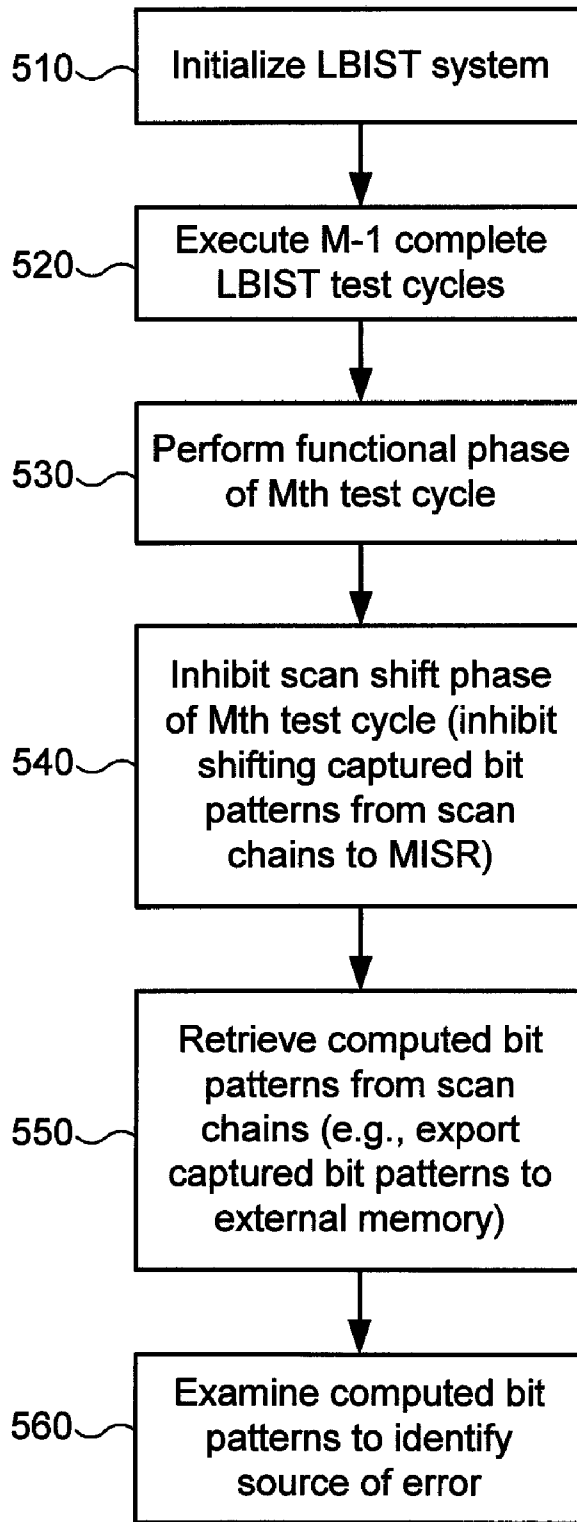 510
Initialize LBIST system
520
Execute M-1 complete
LBIST test cycles
530
Perform functional phase
of Mth test cycle
540
Inhibit scan shift phase
of Mth test cycle (inhibit
shifting captured bit
patterns from scan
chains to MISR)
550
Retrieve computed bit
patterns from scan
chains (e.g., export
captured bit patterns to
external memory)
560
Examine computed bit
patterns to identify
source of error